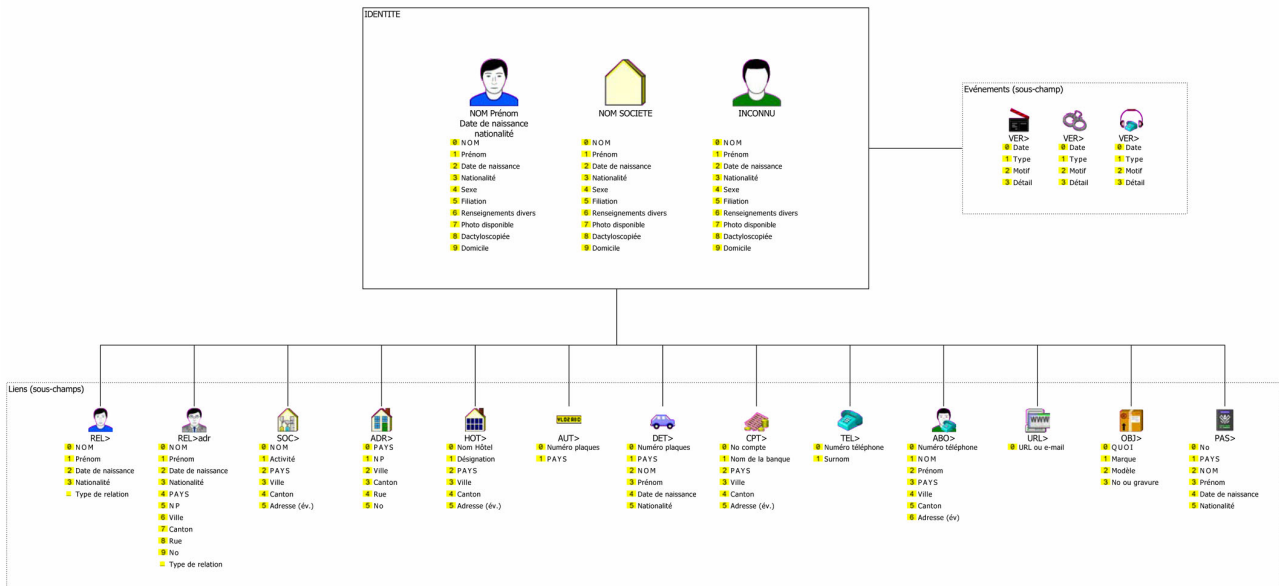 IDENTITE
NOM Prénom
Date de naissance
nationalité
0 NOM
1 Prénom
2 Date de naissance
3 Nationalité
4 Sexe
5 Filiation
6 Renseignements divers
7 Photo disponible
8 Dactyloscopiée
9 Domicile
NOM SOCIETE
0 NOM
1 Prénom
2 Date de naissance
3 Nationalité
4 Sexe
5 Filiation
6 Renseignements divers
7 Photo disponible
8 Dactyloscopiée
9 Domicile
INCONNU
0 NOM
1 Prénom
2 Date de naissance
3 Nationalité
4 Sexe
5 Filiation
6 Renseignements divers
7 Photo disponible
8 Dactyloscopiée
9 Domicile
Evénements (sous-champ)
VER>
0 Date
1 Type
2 Motif
3 Détail
VER>
0 Date
1 Type
2 Motif
3 Détail
VER>
0 Date
1 Type
2 Motif
3 Détail
Liens (sous-champs)
REL>
0 NOM
1 Prénom
2 Date de naissance
3 Nationalité
... Type de relation
REL>adr
0 NOM
1 Prénom
2 Date de naissance
3 Nationalité
4 PAYS
5 NP
6 Ville
7 Canton
8 Rue
9 No
... Type de relation
SOC>
0 NOM
1 Activité
2 PAYS
3 Ville
4 Canton
5 Adresse (év.)
ADR>
0 PAYS
1 NP
2 Ville
3 Canton
4 Rue
5 No
HOT>
0 Nom Hôtel
1 Désignation
2 PAYS
3 Ville
4 Canton
5 Adresse (év.)
AUT>
0 Numéro plaques
1 PAYS
DET>
0 Numéro plaques
1 PAYS
2 NOM
3 Prénom
4 Date de naissance
5 Nationalité
CPT>
0 No compte
1 Nom de la banque
2 PAYS
3 Ville
4 Canton
5 Adresse (év.)
TEL>
0 Numéro téléphone
1 Surnom
ABO>
0 Numéro téléphone
1 NOM
2 Prénom
3 PAYS
4 Ville
5 Canton
6 Adresse (év)
WWW
URL>
0 URL ou e-mail
OBJ>
0 QUOI
1 Marque
2 Modèle
3 No ou gravure
PAS>
0 No
1 PAYS
2 NOM
3 Prénom
4 Date de naissance
5 Nationalité